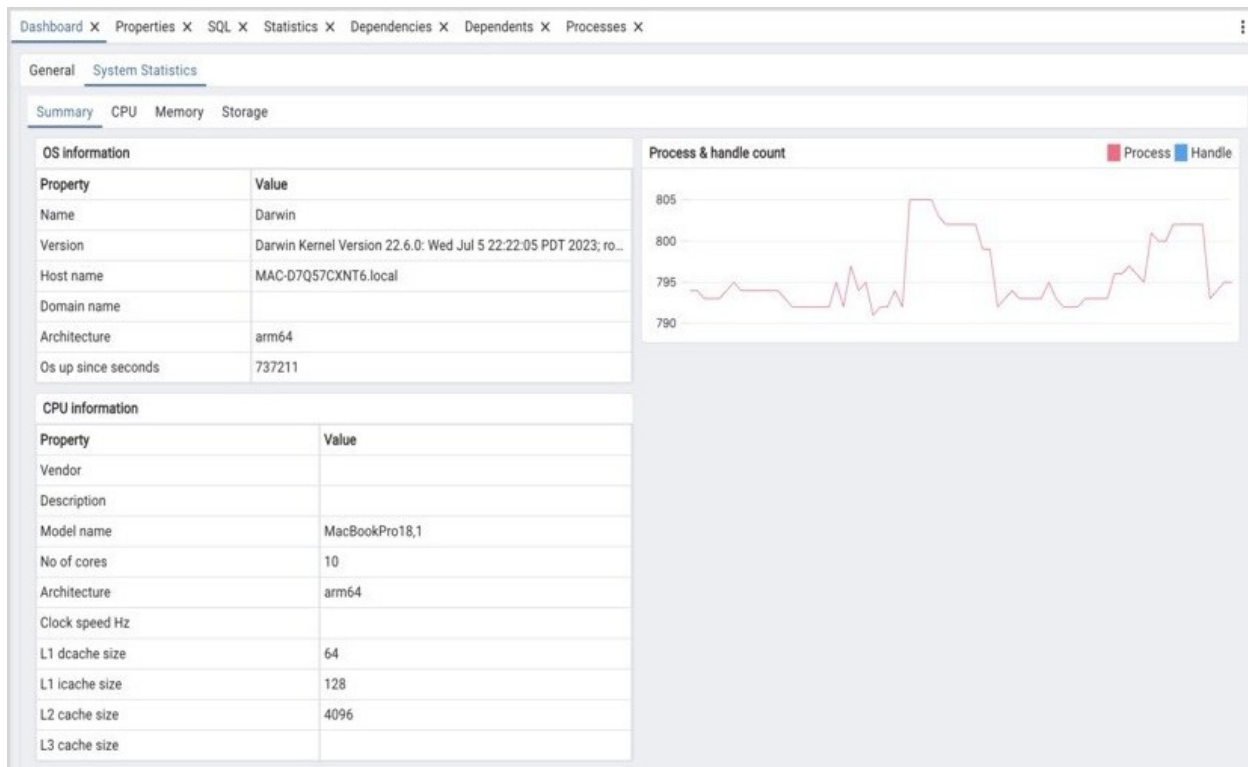 Dashboard X Properties X SQL X Statistics X Dependencies X Dependents X Processes X
General System Statistics
Summary CPU Memory Storage
OS information
Property Value
Name Darwin
Version Darwin Kernel Version 22.6.0: Wed Jul 5 22:22:05 PDT 2023; ro...
Host name MAC-D7Q57CXNT6.local
Domain name
Architecture arm64
Os up since seconds 737211
CPU information
Property Value
Vendor
Description
Model name MacBookPro18,1
No of cores 10
Architecture arm64
Clock speed Hz
L1 dcache size 64
L1 icache size 128
L2 cache size 4096
L3 cache size
Process & handle count Process Handle
805
800
795
790